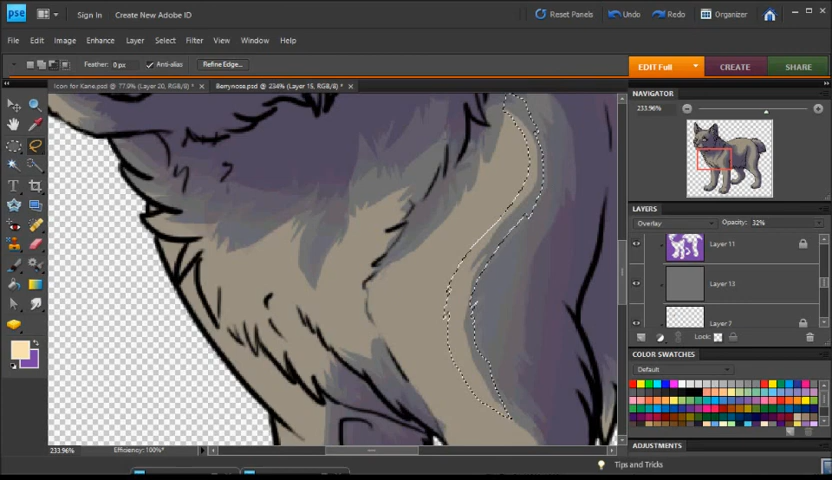 pse Sign In Create New Adobe ID Reset Panels Undo Redo Organizer
File Edit Image Enhance Layer Select Filter View Window Help
Feather: 0 px Anti-alias Refine Edge... EDIT Full CREATE SHARE
Icon for Kane.psd @ 77.9% (Layer 20, RGB/8) * Berrynose.psd @ 234% (Layer 15, RGB/8) *
NAVIGATOR
233.96%
LAYERS
Overlay Opacity: 32%
Layer 11
Layer 13
Layer 7
Lock:
COLOR SWATCHES
Default
ADJUSTMENTS
233.96% Efficiency: 100%*
Tips and Tricks